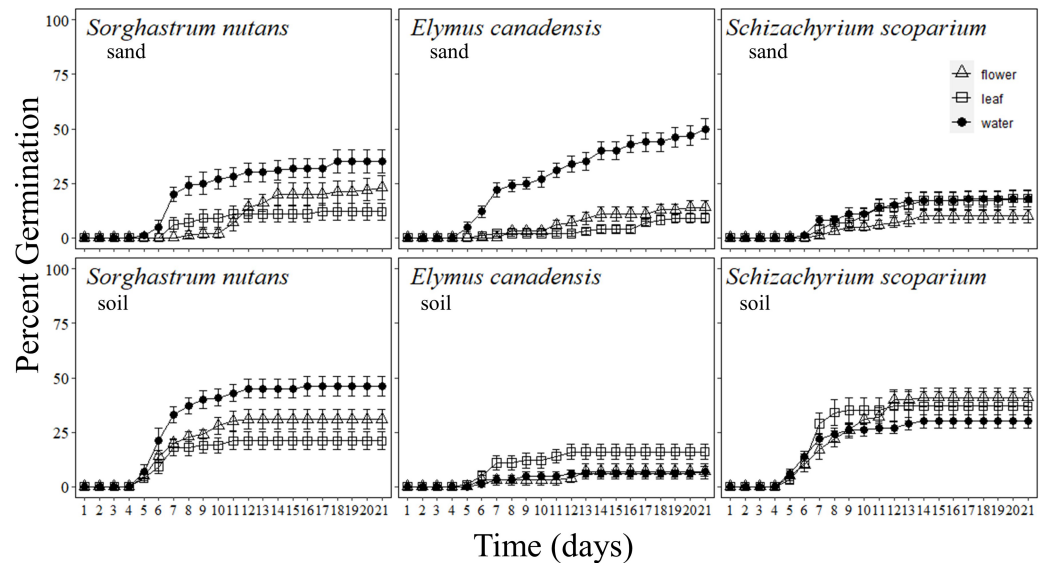 Percent Germination
100
75
50
25
0
Sorghastrum nutans
sand
Elymus canadensis
sand
Schizachyrium scoparium
sand
flower
leaf
water
100
75
50
25
0
Sorghastrum nutans
soil
Elymus canadensis
soil
Schizachyrium scoparium
soil
1 2 3 4 5 6 7 8 9 10 11 12 13 14 15 16 17 18 19 20 21
1 2 3 4 5 6 7 8 9 10 11 12 13 14 15 16 17 18 19 20 21
1 2 3 4 5 6 7 8 9 10 11 12 13 14 15 16 17 18 19 20 21
Time (days)